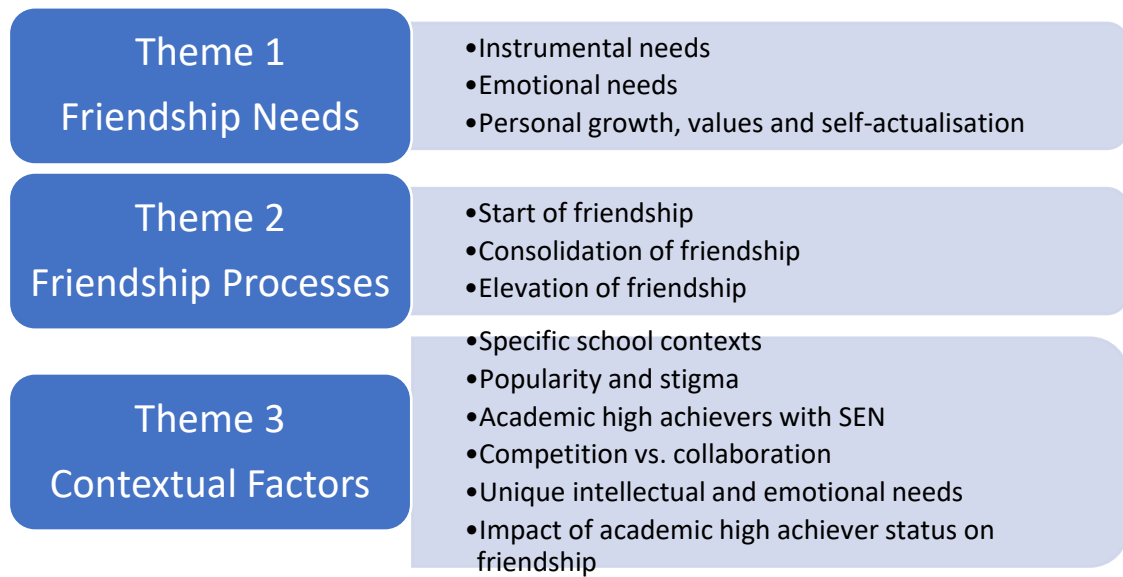 Theme 1
Friendship Needs
•Instrumental needs
•Emotional needs
•Personal growth, values and self-actualisation
Theme 2
Friendship Processes
•Start of friendship
•Consolidation of friendship
•Elevation of friendship
Theme 3
Contextual Factors
•Specific school contexts
•Popularity and stigma
•Academic high achievers with SEN
•Competition vs. collaboration
•Unique intellectual and emotional needs
•Impact of academic high achiever status on
friendship